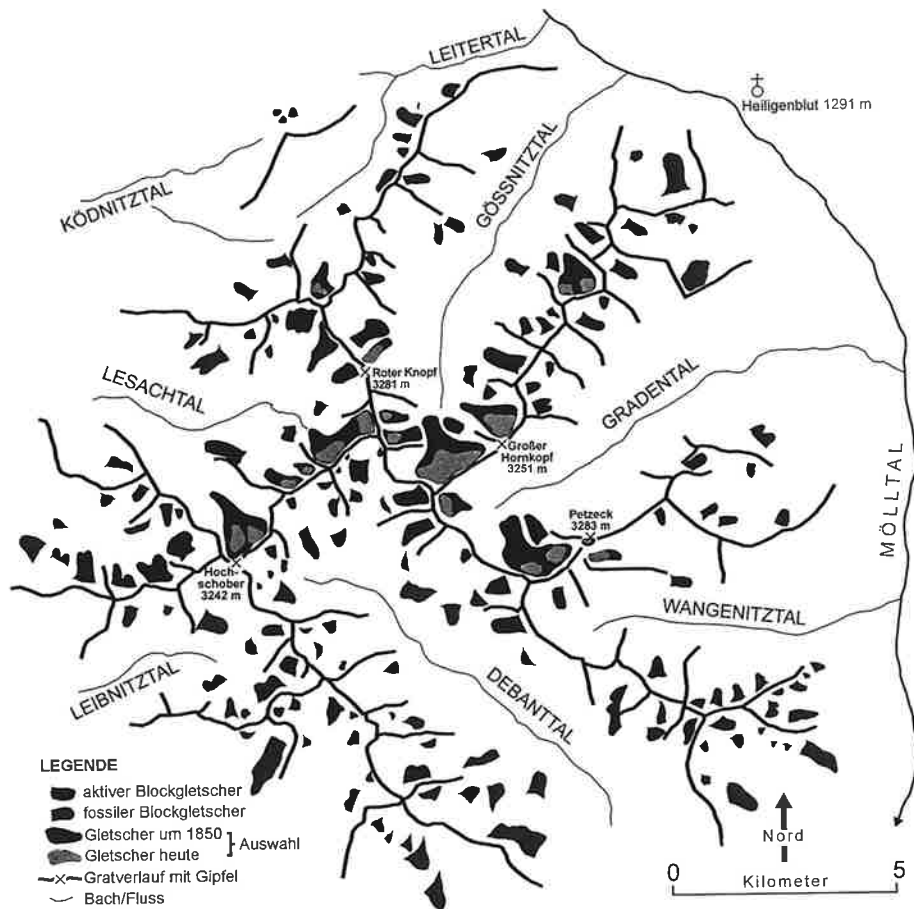 LEITERTAL
Heiligenblut 1291 m
GÖSSNITZTAL
KÖDNITZTAL
Roter Knopf
3281 m
LESACHTAL
GRADENTAL
Großer
Hornkopf
3251 m
MÖLLTAL
Petzeck
3283 m
Hoch-
schober
3242 m
WANGENITZTAL
LEIBNITZTAL
DEBANTTAL
LEGENDE
aktiver Blockgletscher
fossiler Blockgletscher
Gletscher um 1850
Gletscher heute
Auswahl
Gratverlauf mit Gipfel
Bach/Fluss
Nord
0 5
Kilometer